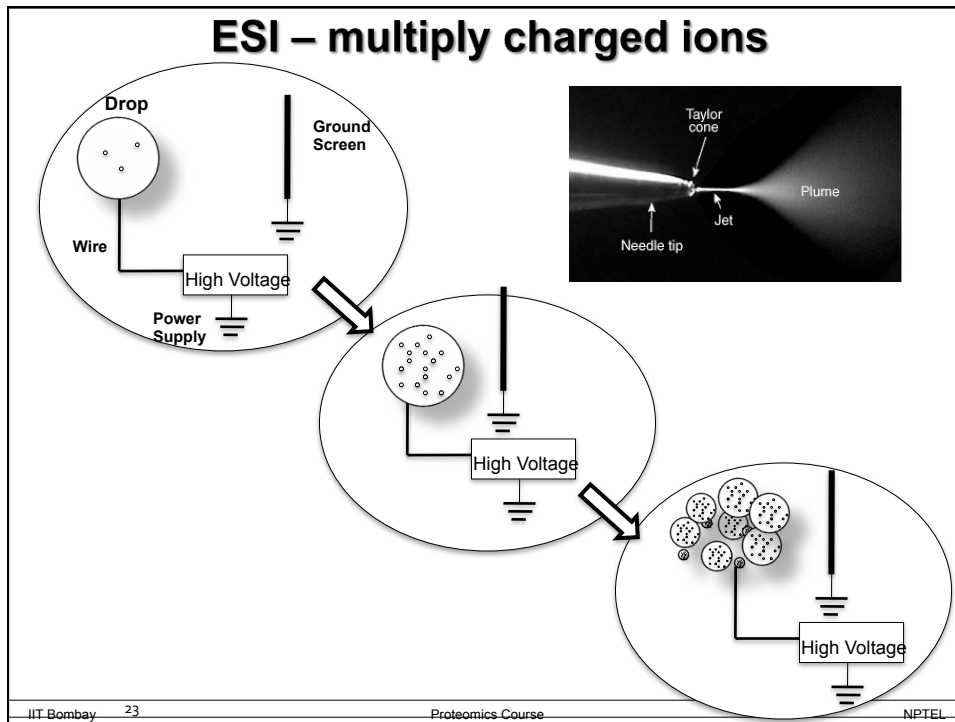 ESI – multiply charged ions
Drop
Ground
Screen
Wire
High Voltage
Power
Supply
Taylor
cone
Plume
Jet
Needle tip
High Voltage
High Voltage
IIT Bombay 23 Proteomics Course NPTEL